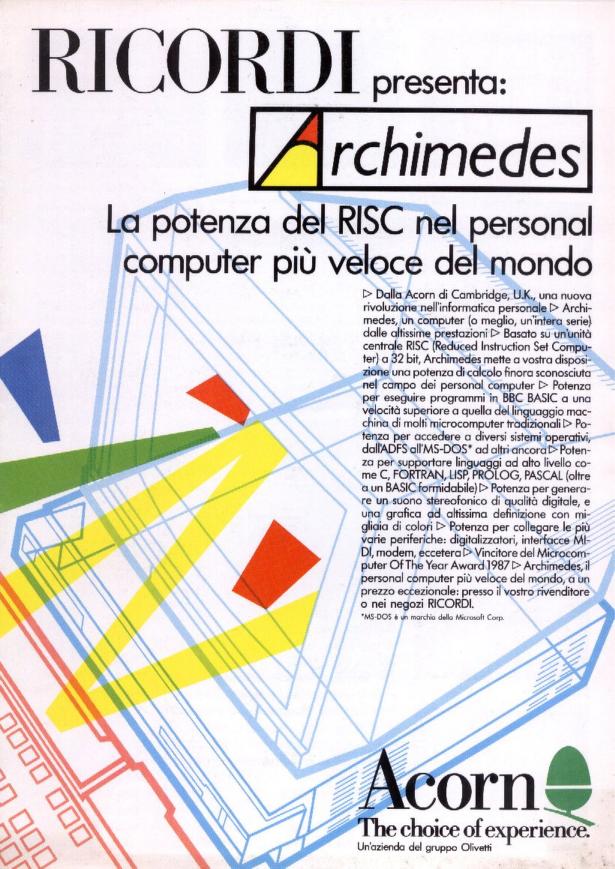 RICORDI presenta:
Archimedes
La potenza del RISC nel personal
computer più veloce del mondo
▷ Dalla Acorn di Cambridge, U.K., una nuova
rivoluzione nell'informatica personale ▷ Archi-
medes, un computer (o meglio, un'intera serie)
dalle altissime prestazioni ▷ Basato su un'unità
centrale RISC (Reduced Instruction Set Compu-
ter) a 32 bit, Archimedes mette a vostra disposi-
zione una potenza di calcolo finora sconosciuta
nel campo dei personal computer ▷ Potenza
per eseguire programmi in BBC BASIC a una
velocità superiore a quella del linguaggio mac-
china di molti microcomputer tradizionali ▷ Po-
tenza per accedere a diversi sistemi operativi,
dall'ADFS all'MS-DOS* ad altri ancora ▷ Poten-
za per supportare linguaggi ad alto livello co-
me C, FORTRAN, LISP, PROLOG, PASCAL (oltre
a un BASIC formidabile) ▷ Potenza per genera-
re un suono stereofonico di qualità digitale, e
una grafica di altissima definizione con mi-
gliaia di colori ▷ Potenza per collegare le più
varie periferiche: digitalizzatori, interfacce MI-
DI, modem, eccetera ▷ Vincitore del Microcom-
puter Of The Year Award 1987 ▷ Archimedes, il
personal computer più veloce del mondo, a un
prezzo eccezionale: presso il vostro rivenditore
o nei negozi RICORDI.
*MS-DOS è un marchio della Microsoft Corp.
Acorn
The choice of experience.
Un'azienda del gruppo Olivetti